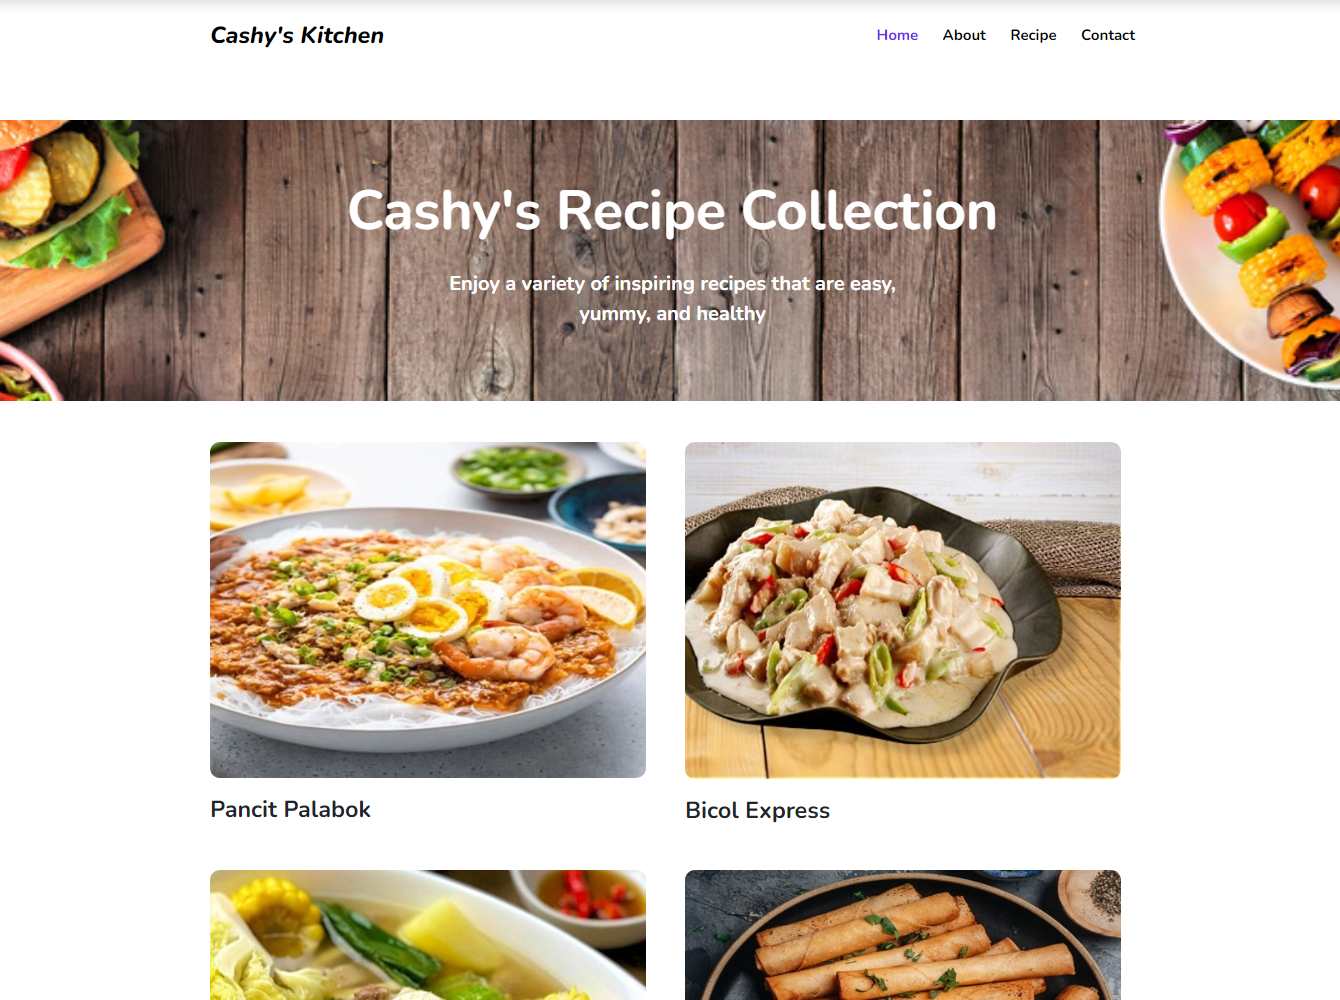 Cashy's Kitchen
Home About Recipe Contact
Cashy's Recipe Collection
Enjoy a variety of inspiring recipes that are easy,
yummy, and healthy
Pancit Palabok
Bicol Express